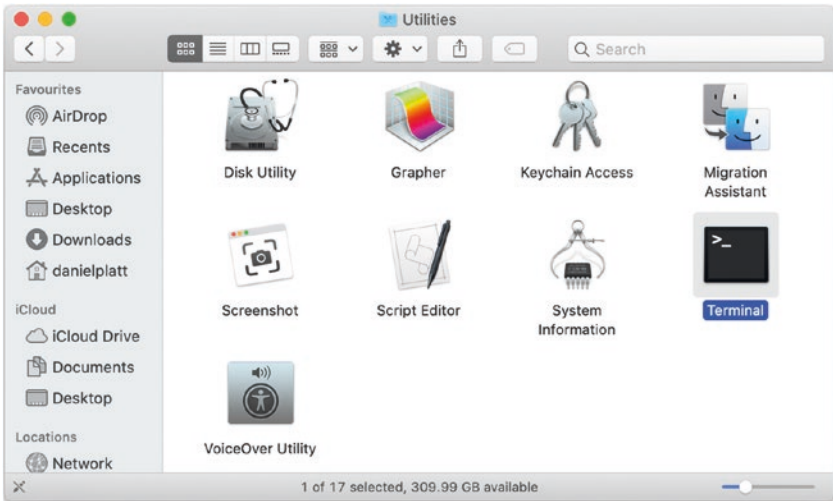 Utilities
Search
Favourites
AirDrop
Recents
Applications
Desktop
Downloads
danielplatt
iCloud
iCloud Drive
Documents
Desktop
Locations
Network
Disk Utility
Grapher
Keychain Access
Migration
Assistant
Screenshot
Script Editor
System
Information
>_
Terminal
VoiceOver Utility
1 of 17 selected, 309.99 GB available